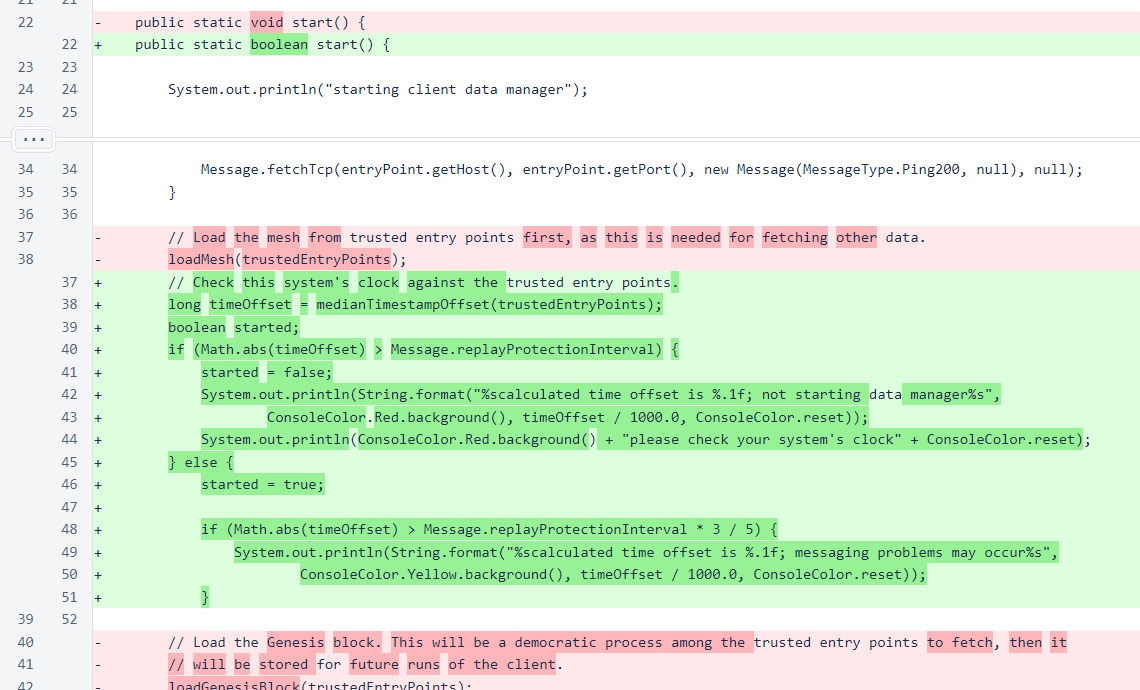 21 21
22 - public static void start() {
22 + public static boolean start() {
23 23
24 24 System.out.println("starting client data manager");
25 25
...
34 34 Message.fetchTcp(entryPoint.getHost(), entryPoint.getPort(), new Message(MessageType.Ping200, null), null);
35 35 }
36 36
37 - // Load the mesh from trusted entry points first, as this is needed for fetching other data.
38 - loadMesh(trustedEntryPoints);
37 + // Check this system's clock against the trusted entry points.
38 + long timeOffset = medianTimestampOffset(trustedEntryPoints);
39 + boolean started;
40 + if (Math.abs(timeOffset) > Message.replayProtectionInterval) {
41 + started = false;
42 + System.out.println(String.format("%scalculated time offset is %.1f; not starting data manager%s",
43 + ConsoleColor.Red.background(), timeOffset / 1000.0, ConsoleColor.reset));
44 + System.out.println(ConsoleColor.Red.background() + "please check your system's clock" + ConsoleColor.reset);
45 + } else {
46 + started = true;
47 +
48 + if (Math.abs(timeOffset) > Message.replayProtectionInterval * 3 / 5) {
49 + System.out.println(String.format("%scalculated time offset is %.1f; messaging problems may occur%s",
50 + ConsoleColor.Yellow.background(), timeOffset / 1000.0, ConsoleColor.reset));
51 + }
39 52
40 - // Load the Genesis block. This will be a democratic process among the trusted entry points to fetch, then it
41 - // will be stored for future runs of the client.
42 - loadGenesisBlock(trustedEntryPoints);